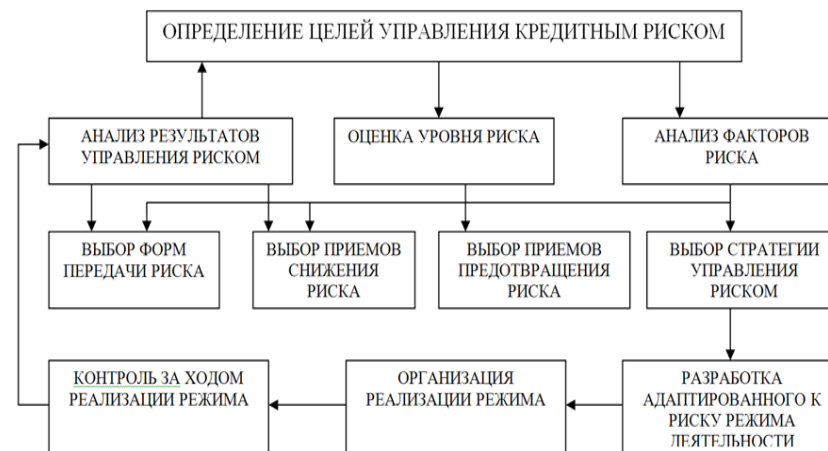 ОПРЕДЕЛЕНИЕ ЦЕЛЕЙ УПРАВЛЕНИЯ КРЕДИТНЫМ РИСКОМ
АНАЛИЗ РЕЗУЛЬТАТОВ
УПРАВЛЕНИЯ РИСКОМ
ОЦЕНКА УРОВНЯ РИСКА
АНАЛИЗ ФАКТОРОВ
РИСКА
ВЫБОР ФОРМ
ПЕРЕДАЧИ РИСКА
ВЫБОР ПРИЕМОВ
СНИЖЕНИЯ
РИСКА
ВЫБОР ПРИЕМОВ
ПРЕДОТВРАЩЕНИЯ
РИСКА
ВЫБОР СТРАТЕГИИ
УПРАВЛЕНИЯ
РИСКОМ
КОНТРОЛЬ ЗА ХОДОМ
РЕАЛИЗАЦИИ РЕЖИМА
ОРГАНИЗАЦИЯ
РЕАЛИЗАЦИИ РЕЖИМА
РАЗРАБОТКА
АДАПТИРОВАННОГО К
РИСКУ РЕЖИМА
ДЕЯТЕЛЬНОСТИ